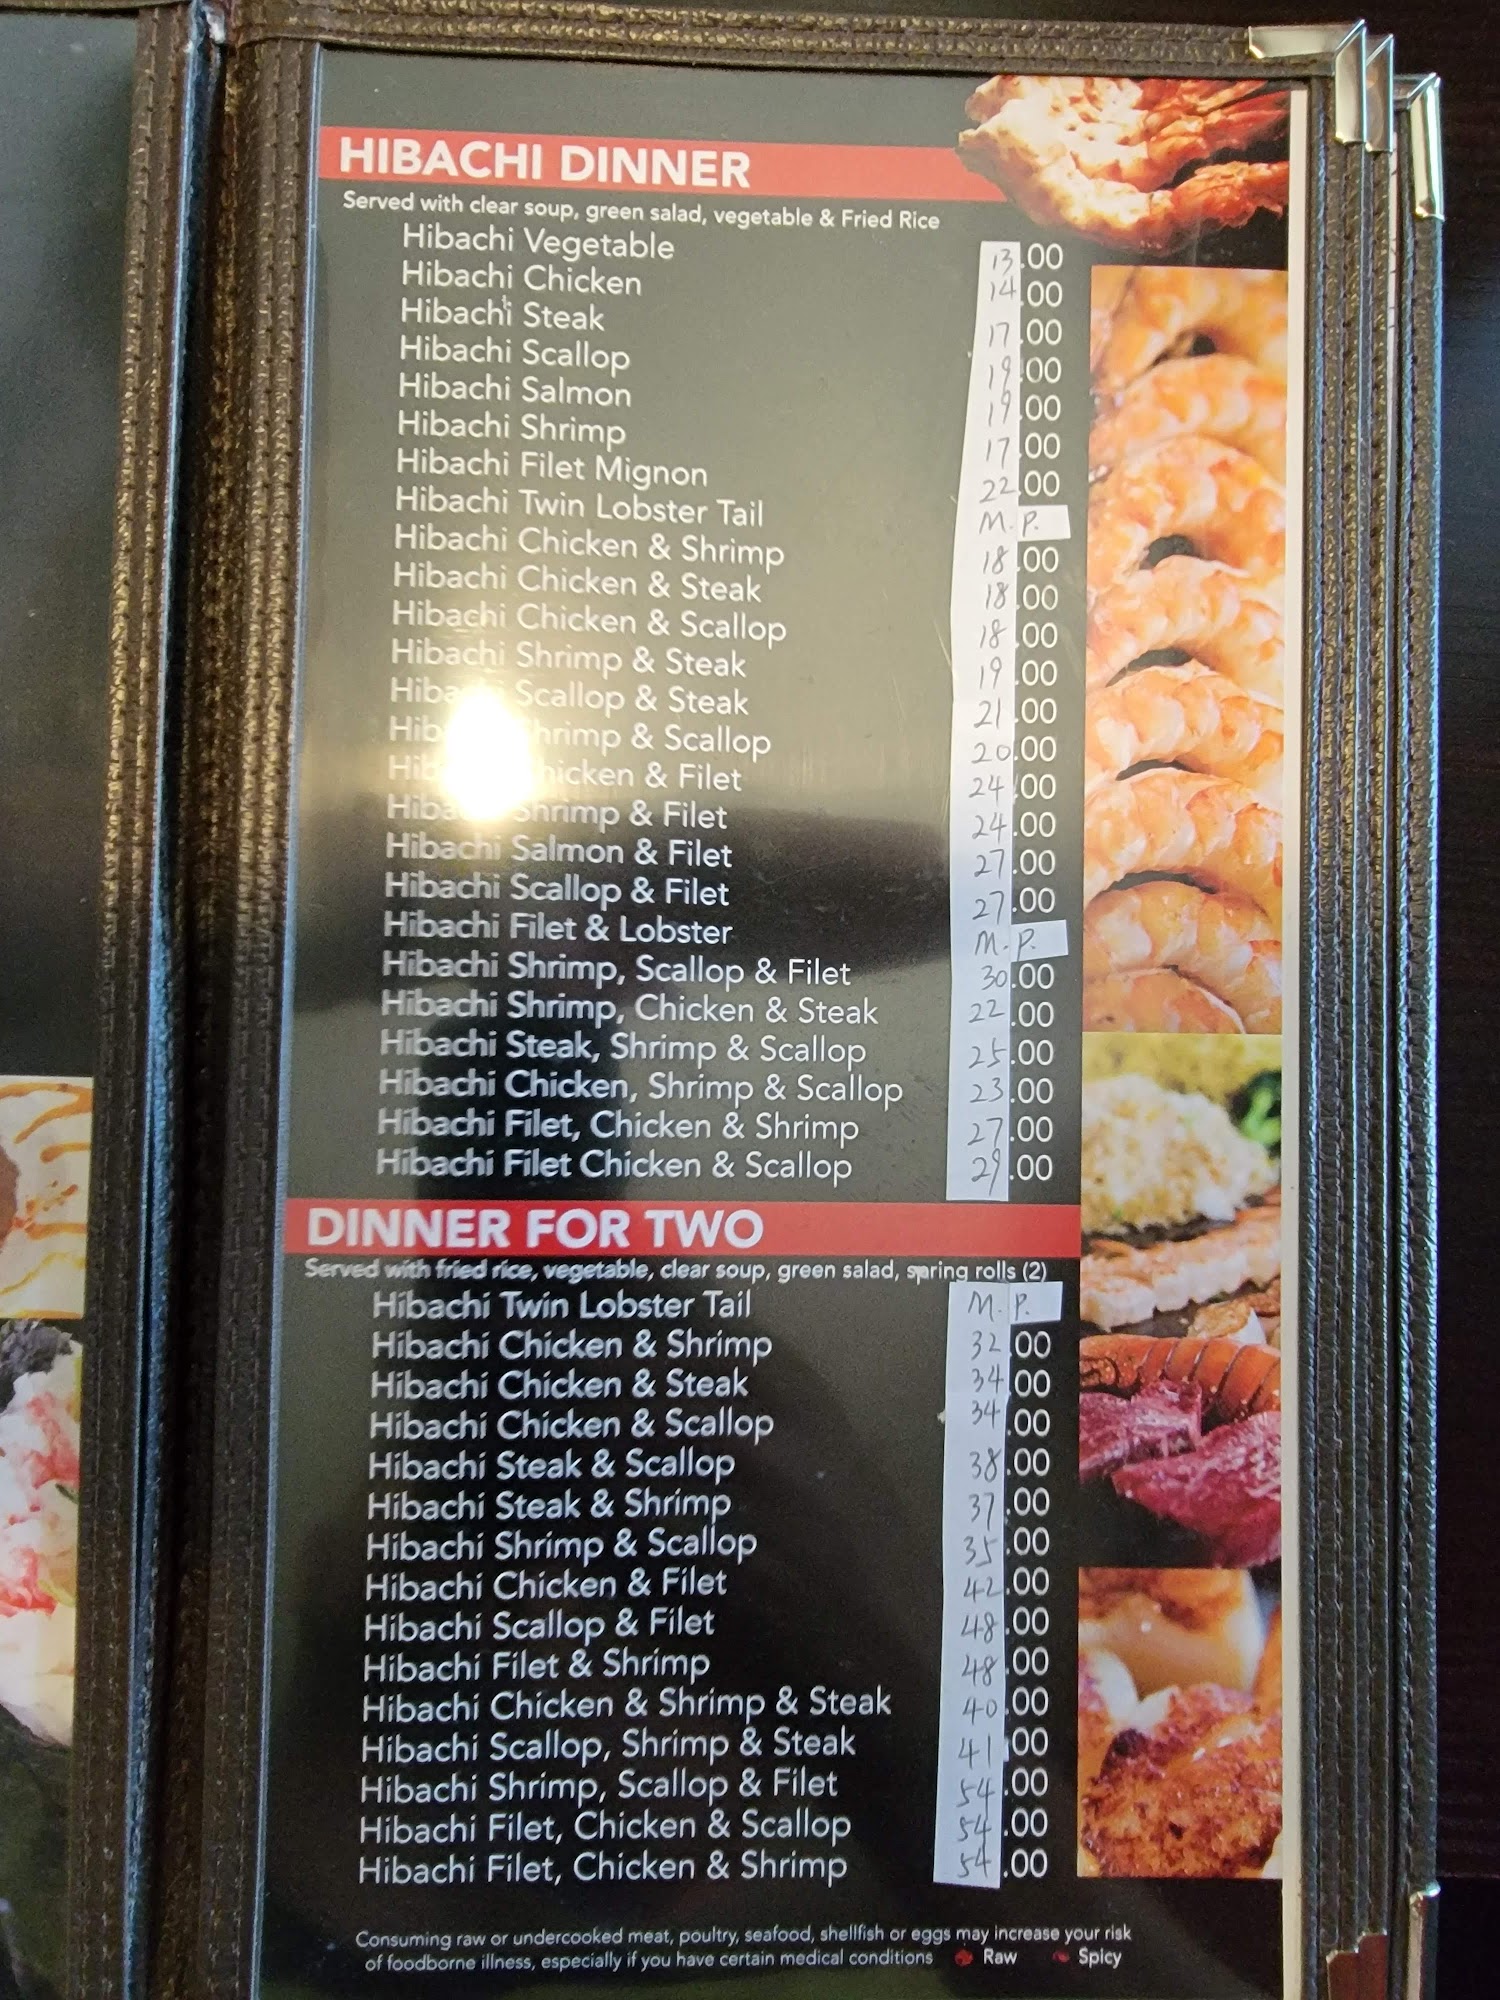 HIBACHI DINNER
Served with clear soup, green salad, vegetable & Fried Rice
Hibachi Vegetable 13.00
Hibachi Chicken 14.00
Hibachi Steak 17.00
Hibachi Scallop 19.00
Hibachi Salmon 19.00
Hibachi Shrimp 17.00
Hibachi Filet Mignon 22.00
Hibachi Twin Lobster Tail M.P.
Hibachi Chicken & Shrimp 18.00
Hibachi Chicken & Steak 18.00
Hibachi Chicken & Scallop 18.00
Hibachi Shrimp & Steak 19.00
Hibachi Scallop & Steak 21.00
Hibachi Shrimp & Scallop 20.00
Hibachi Chicken & Filet 24.00
Hibachi Shrimp & Filet 24.00
Hibachi Salmon & Filet 27.00
Hibachi Scallop & Filet 27.00
Hibachi Filet & Lobster M.P.
Hibachi Shrimp, Scallop & Filet 30.00
Hibachi Shrimp, Chicken & Steak 22.00
Hibachi Steak, Shrimp & Scallop 25.00
Hibachi Chicken, Shrimp & Scallop 23.00
Hibachi Filet, Chicken & Shrimp 27.00
Hibachi Filet Chicken & Scallop 29.00
DINNER FOR TWO
Served with fried rice, vegetable, clear soup, green salad, spring rolls (2)
Hibachi Twin Lobster Tail M.P.
Hibachi Chicken & Shrimp 32.00
Hibachi Chicken & Steak 34.00
Hibachi Chicken & Scallop 34.00
Hibachi Steak & Scallop 38.00
Hibachi Steak & Shrimp 37.00
Hibachi Shrimp & Scallop 35.00
Hibachi Chicken & Filet 42.00
Hibachi Scallop & Filet 48.00
Hibachi Filet & Shrimp 48.00
Hibachi Chicken & Shrimp & Steak 40.00
Hibachi Scallop, Shrimp & Steak 41.00
Hibachi Shrimp, Scallop & Filet 54.00
Hibachi Filet, Chicken & Scallop 54.00
Hibachi Filet, Chicken & Shrimp 54.00
Consuming raw or undercooked meat, poultry, seafood, shellfish or eggs may increase your risk
of foodborne illness, especially if you have certain medical conditions Raw Spicy